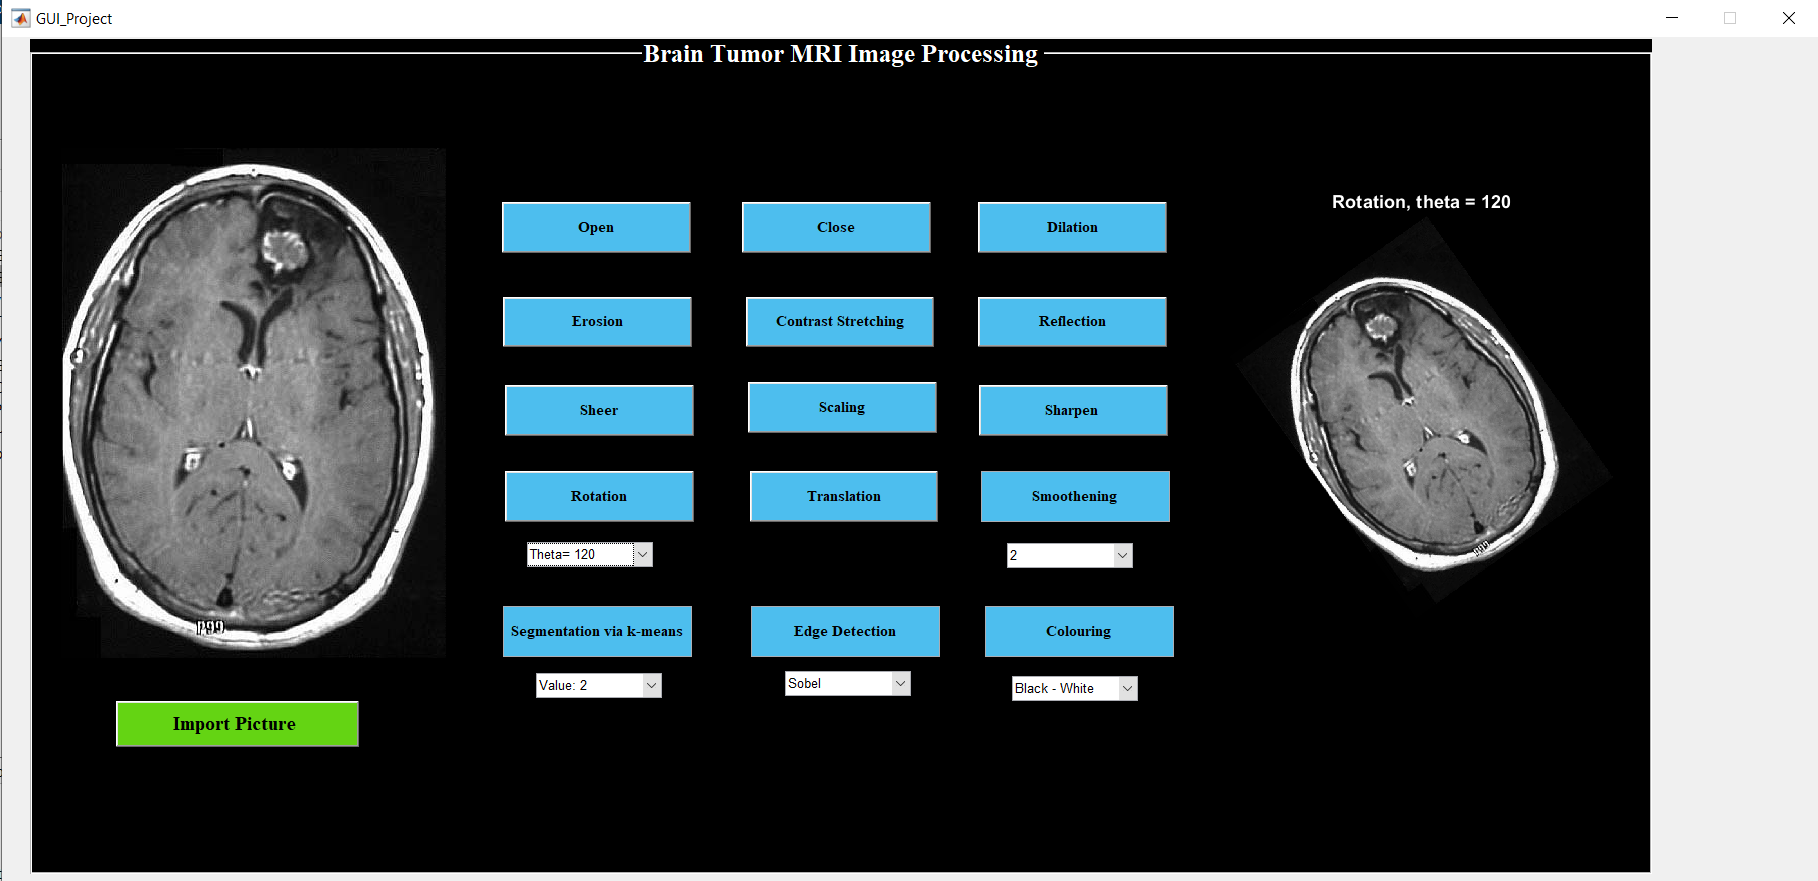 GUI_Project
Brain Tumor MRI Image Processing
Rotation, theta = 120
Open
Close
Dilation
Erosion
Contrast Stretching
Reflection
Sheer
Scaling
Sharpen
Rotation
Translation
Smoothening
Theta= 120
2
Segmentation via k-means
Edge Detection
Colouring
Value: 2
Sobel
Black - White
Import Picture